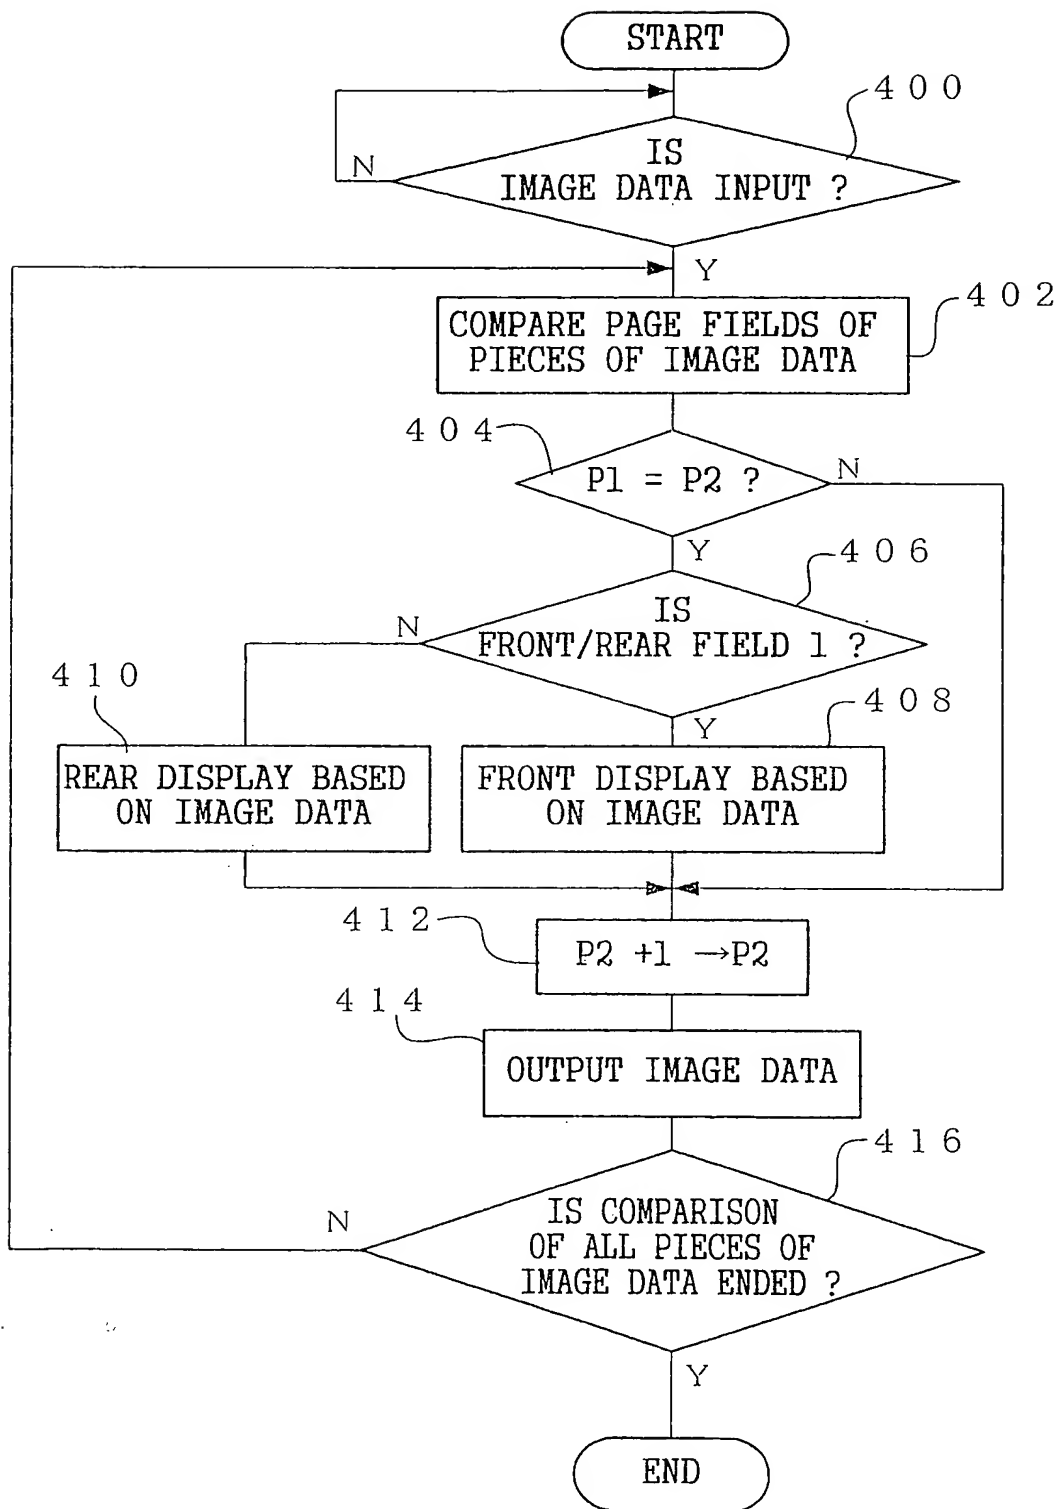 START
400
IS
IMAGE DATA INPUT ?
N
Y
402
COMPARE PAGE FIELDS OF
PIECES OF IMAGE DATA
404
P1 = P2 ?
N
Y
406
IS
FRONT/REAR FIELD 1 ?
N
Y
410
408
REAR DISPLAY BASED
ON IMAGE DATA
FRONT DISPLAY BASED
ON IMAGE DATA
412
P2 +1 →P2
414
OUTPUT IMAGE DATA
416
IS COMPARISON
OF ALL PIECES OF
IMAGE DATA ENDED ?
N
Y
END